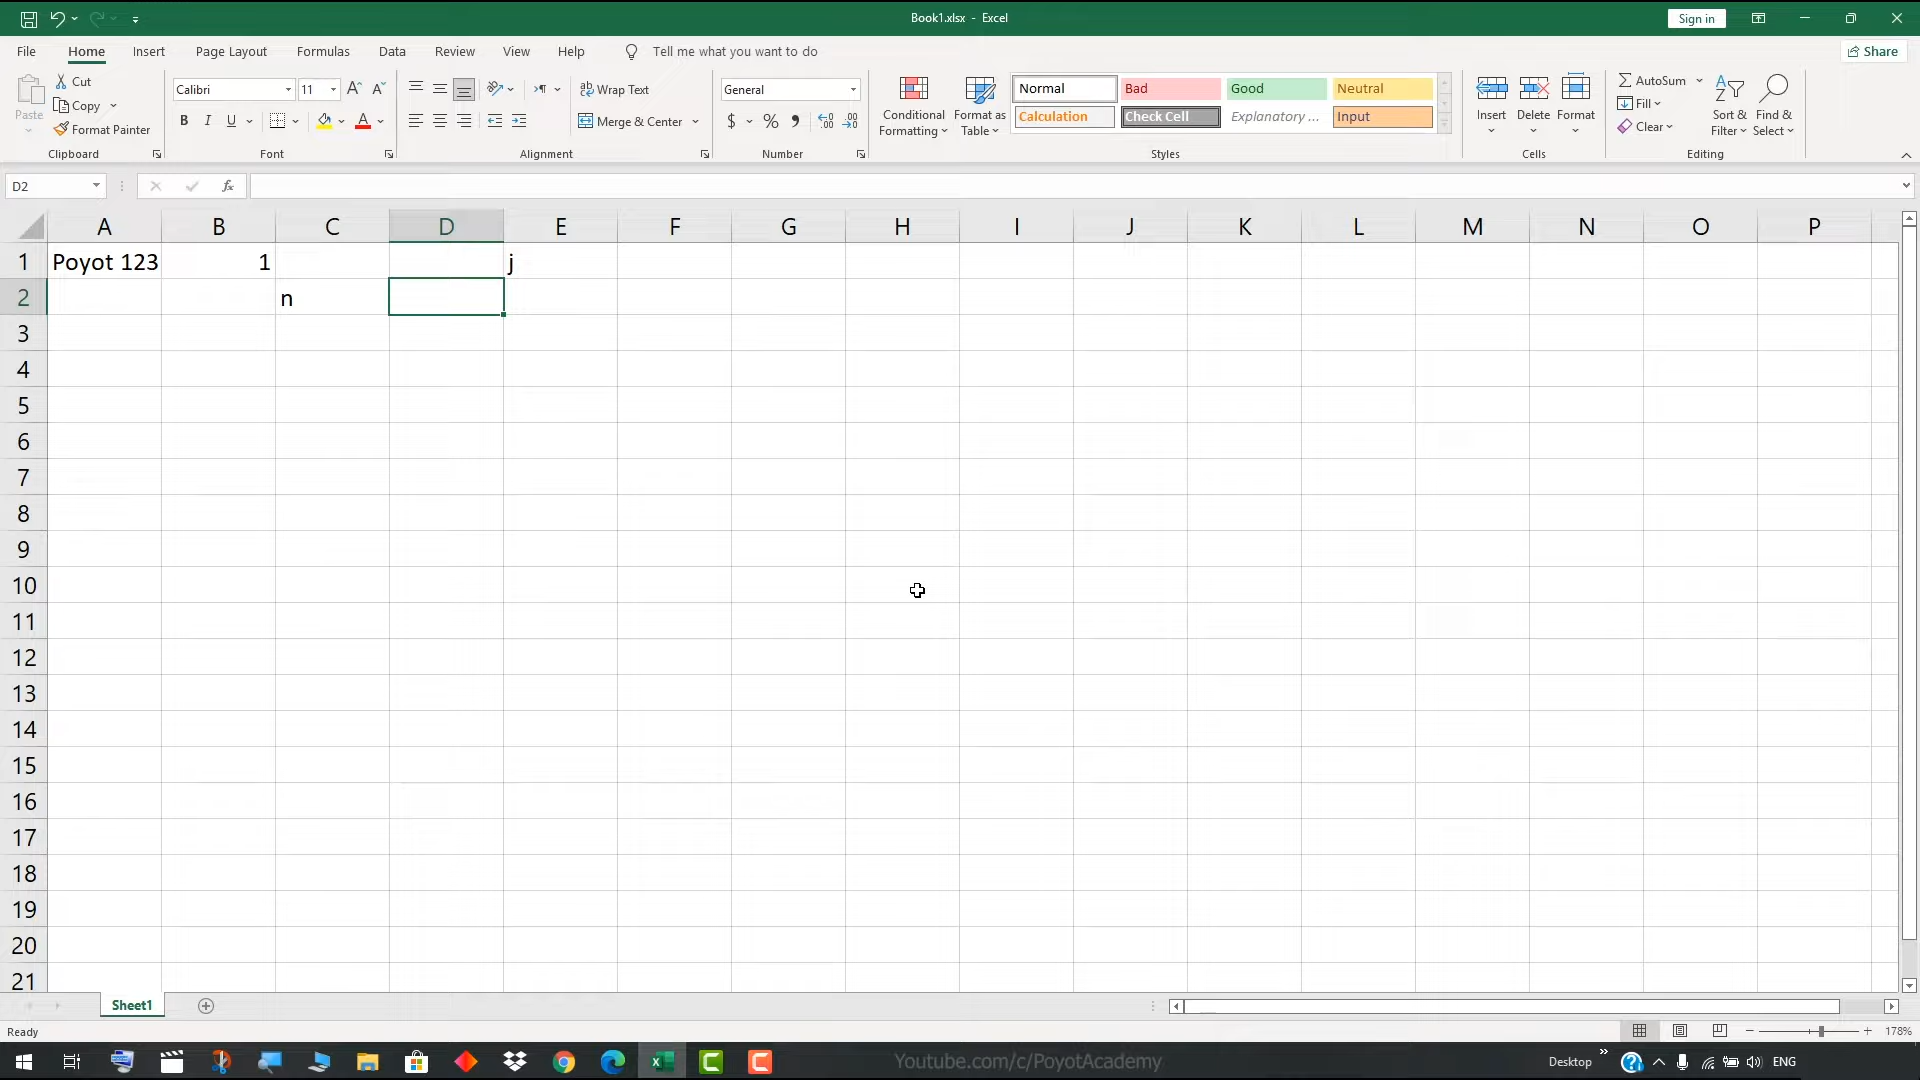 Book1.xlsx - Excel
Sign in
File Home Insert Page Layout Formulas Data Review View Help Tell me what you want to do Share
Paste
Cut
Copy
Format Painter
Clipboard
Calibri 11
B I U
Font
Wrap Text
Merge & Center
Alignment
General
$ % ,
Number
Conditional Formatting
Format as Table
Normal Bad Good Neutral
Calculation Check Cell Explanatory ... Input
Styles
Insert Delete Format
Cells
AutoSum
Fill
Clear
Sort & Filter
Find & Select
Editing
D2
fx
A B C D E F G H I J K L M N O P
1 Poyot 123 1 j
2 n
3
4
5
6
7
8
9
10
11
12
13
14
15
16
17
18
19
20
21
Sheet1
Ready
178%
Youtube.com/c/PoyotAcademy
Desktop
ENG